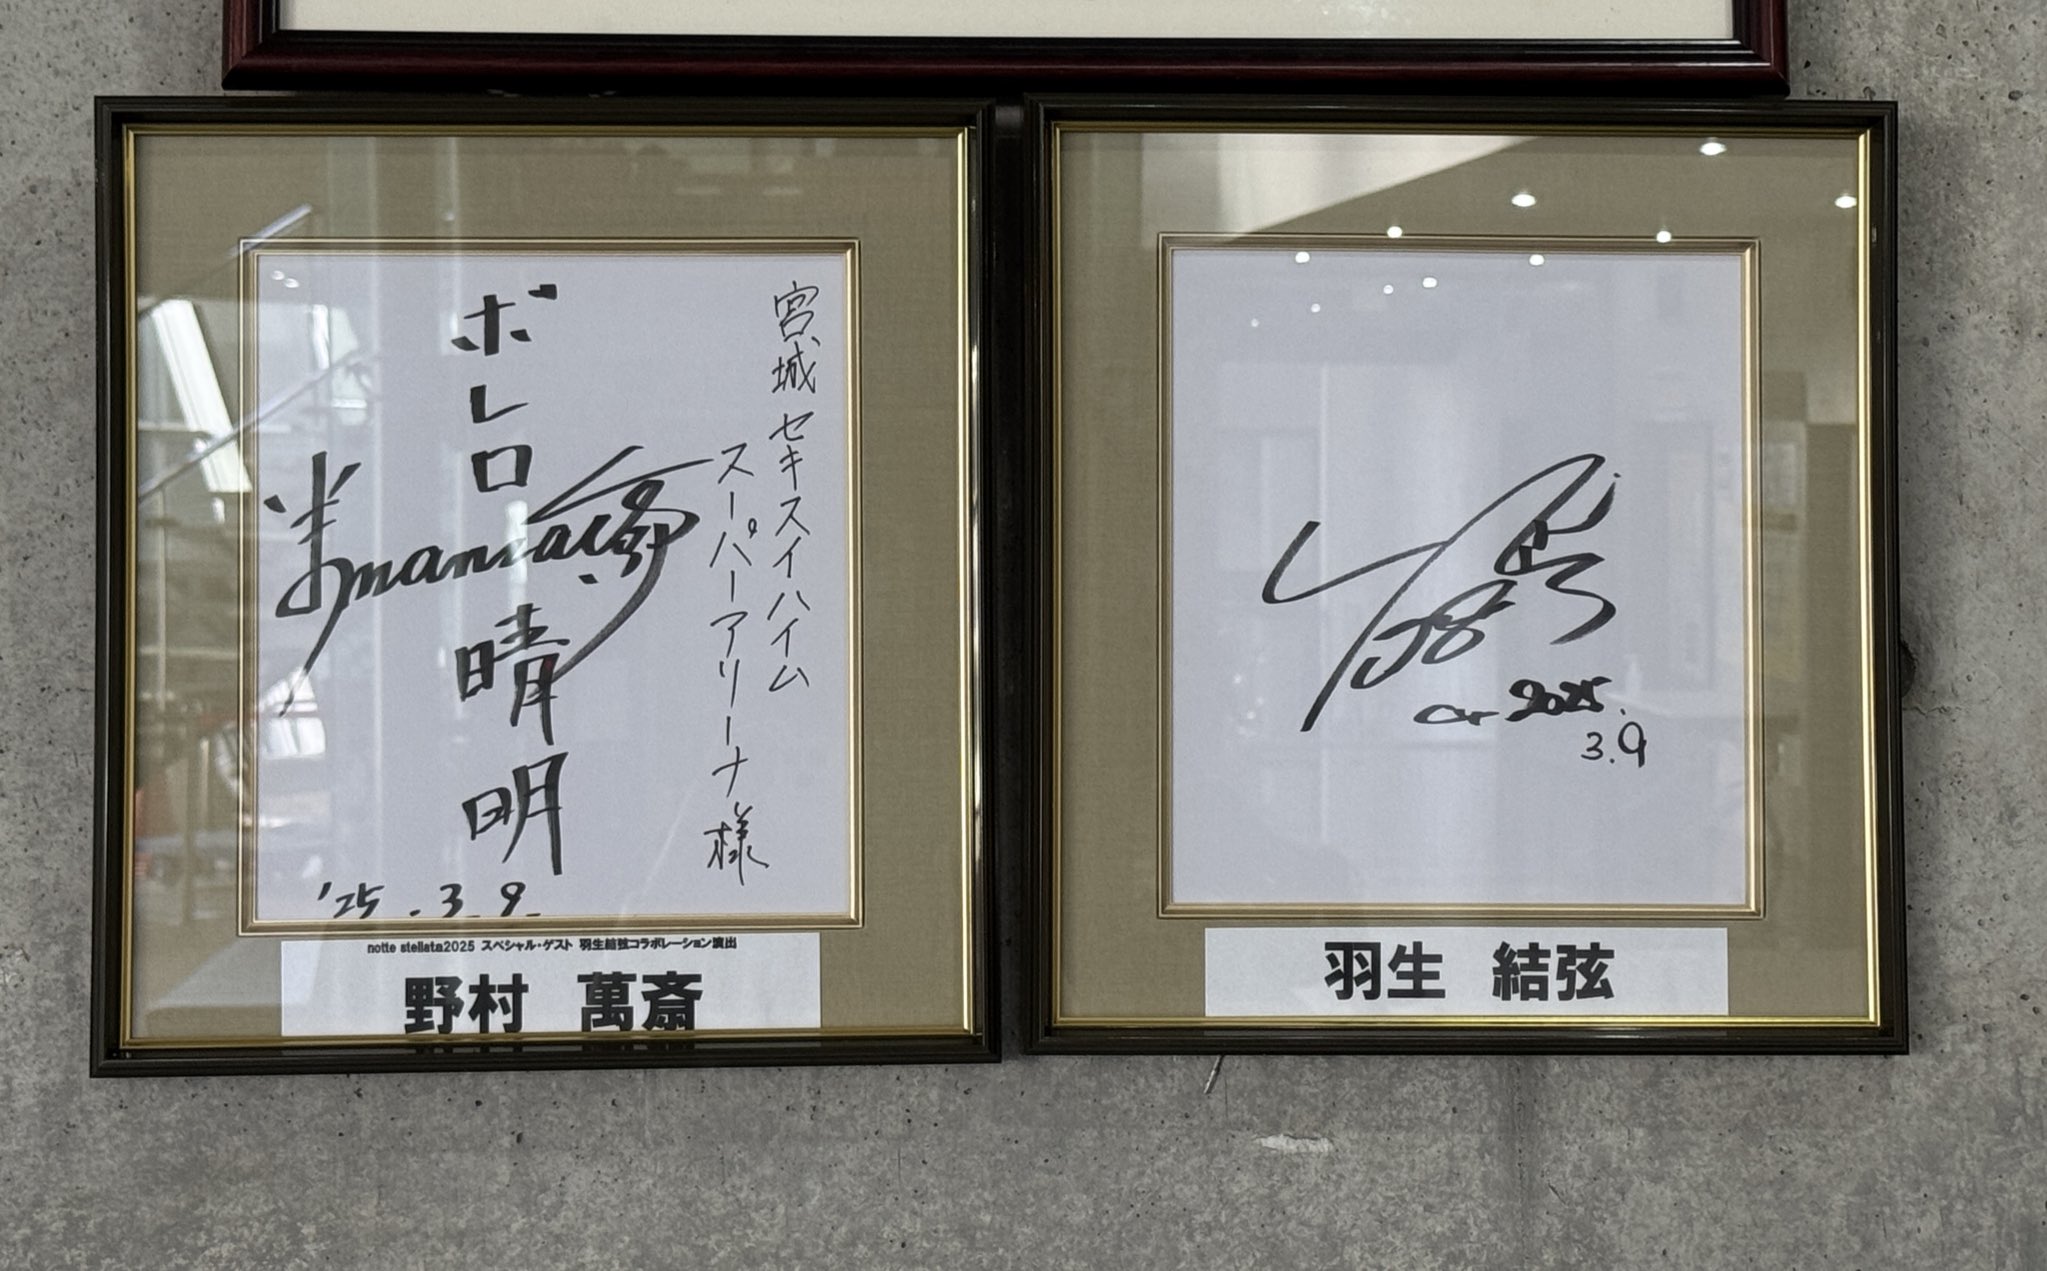 宮城セキスイハイム
スーパーアリーナ様
ボレロ
mansai
晴明
'25.3.9.
notte stellata2025 スペシャル・ゲスト 羽生結弦コラボレーション演出
野村 萬斎
2025.
3.9
羽生 結弦